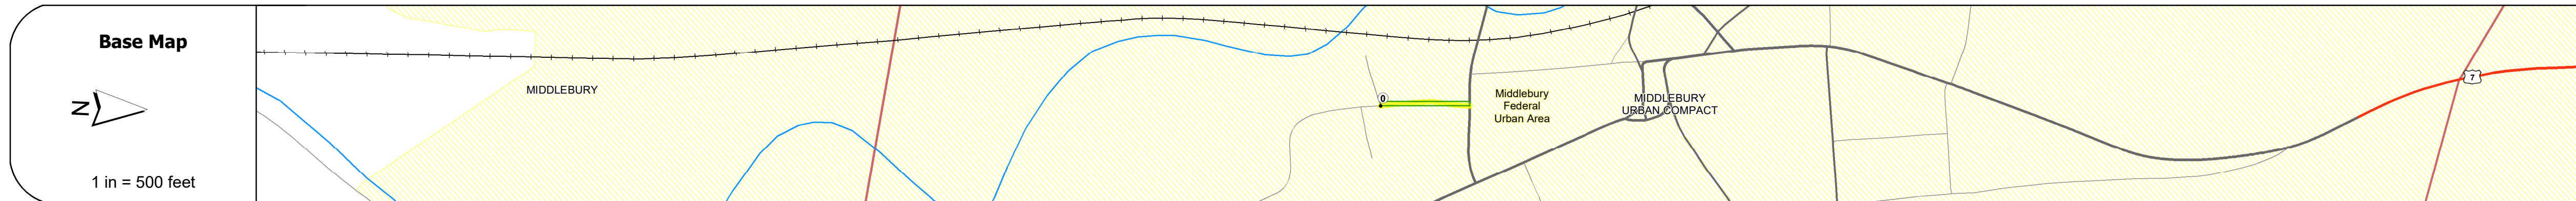 Base Map
N
1 in = 500 feet
MIDDLEBURY
0
Middlebury
Federal
Urban Area
MIDDLEBURY
URBAN COMPACT
7